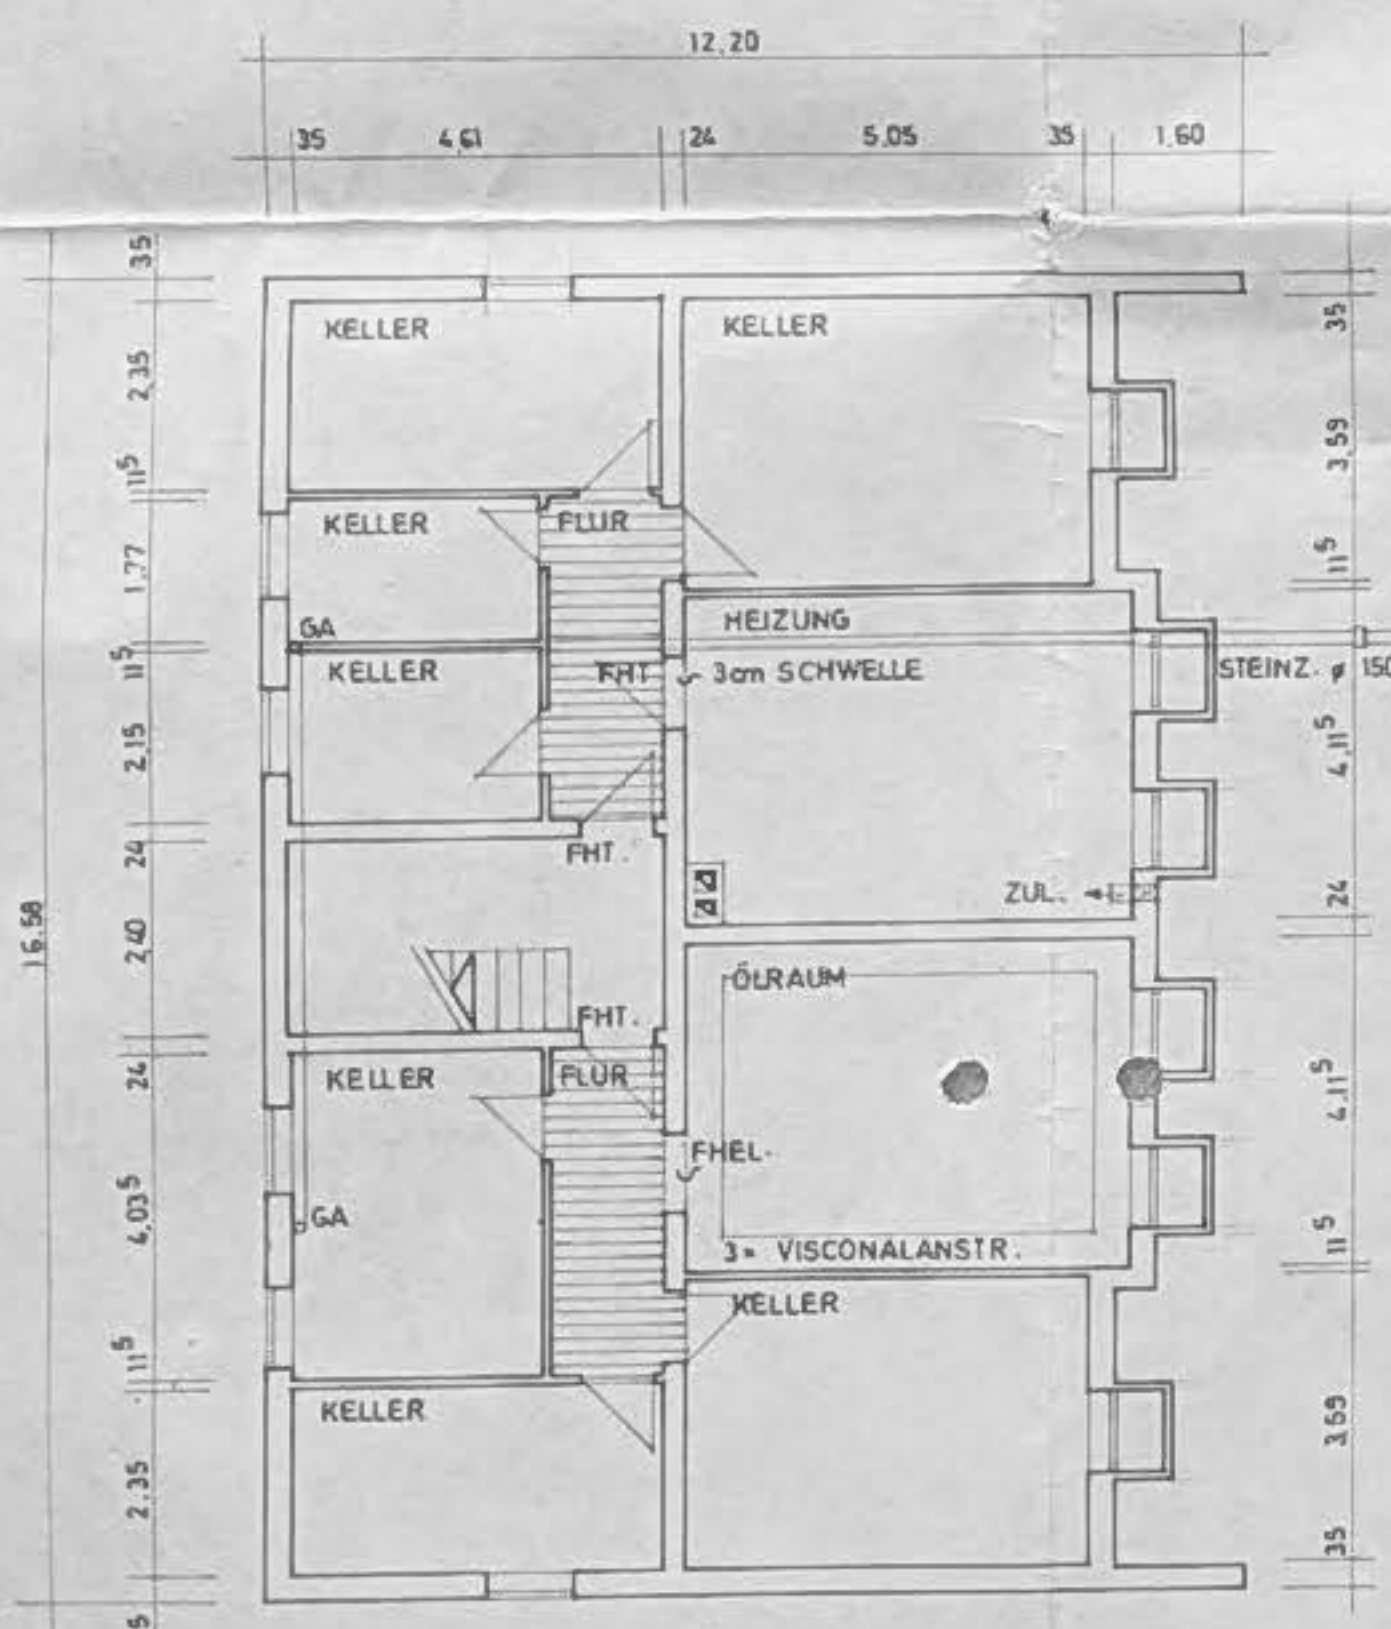 12,20
35 4,61 24 5,05 35 1,60
35
2,35
11⁵
1,77
11⁵
2,15
24
2,40
24
4,03⁵
11⁵
2,35
5
16,58
KELLER
KELLER
KELLER
FLUR
GA
HEIZUNG
KELLER
FHT
3cm SCHWELLE
STEINZ. ø 150
FHT.
ZUL.
ÖLRAUM
FHT.
KELLER
FLUR
FHEL.
GA
3× VISCONALANSTR.
KELLER
KELLER
35
3,59
11⁵
4,11⁵
24
4,11⁵
11⁵
3,59
35